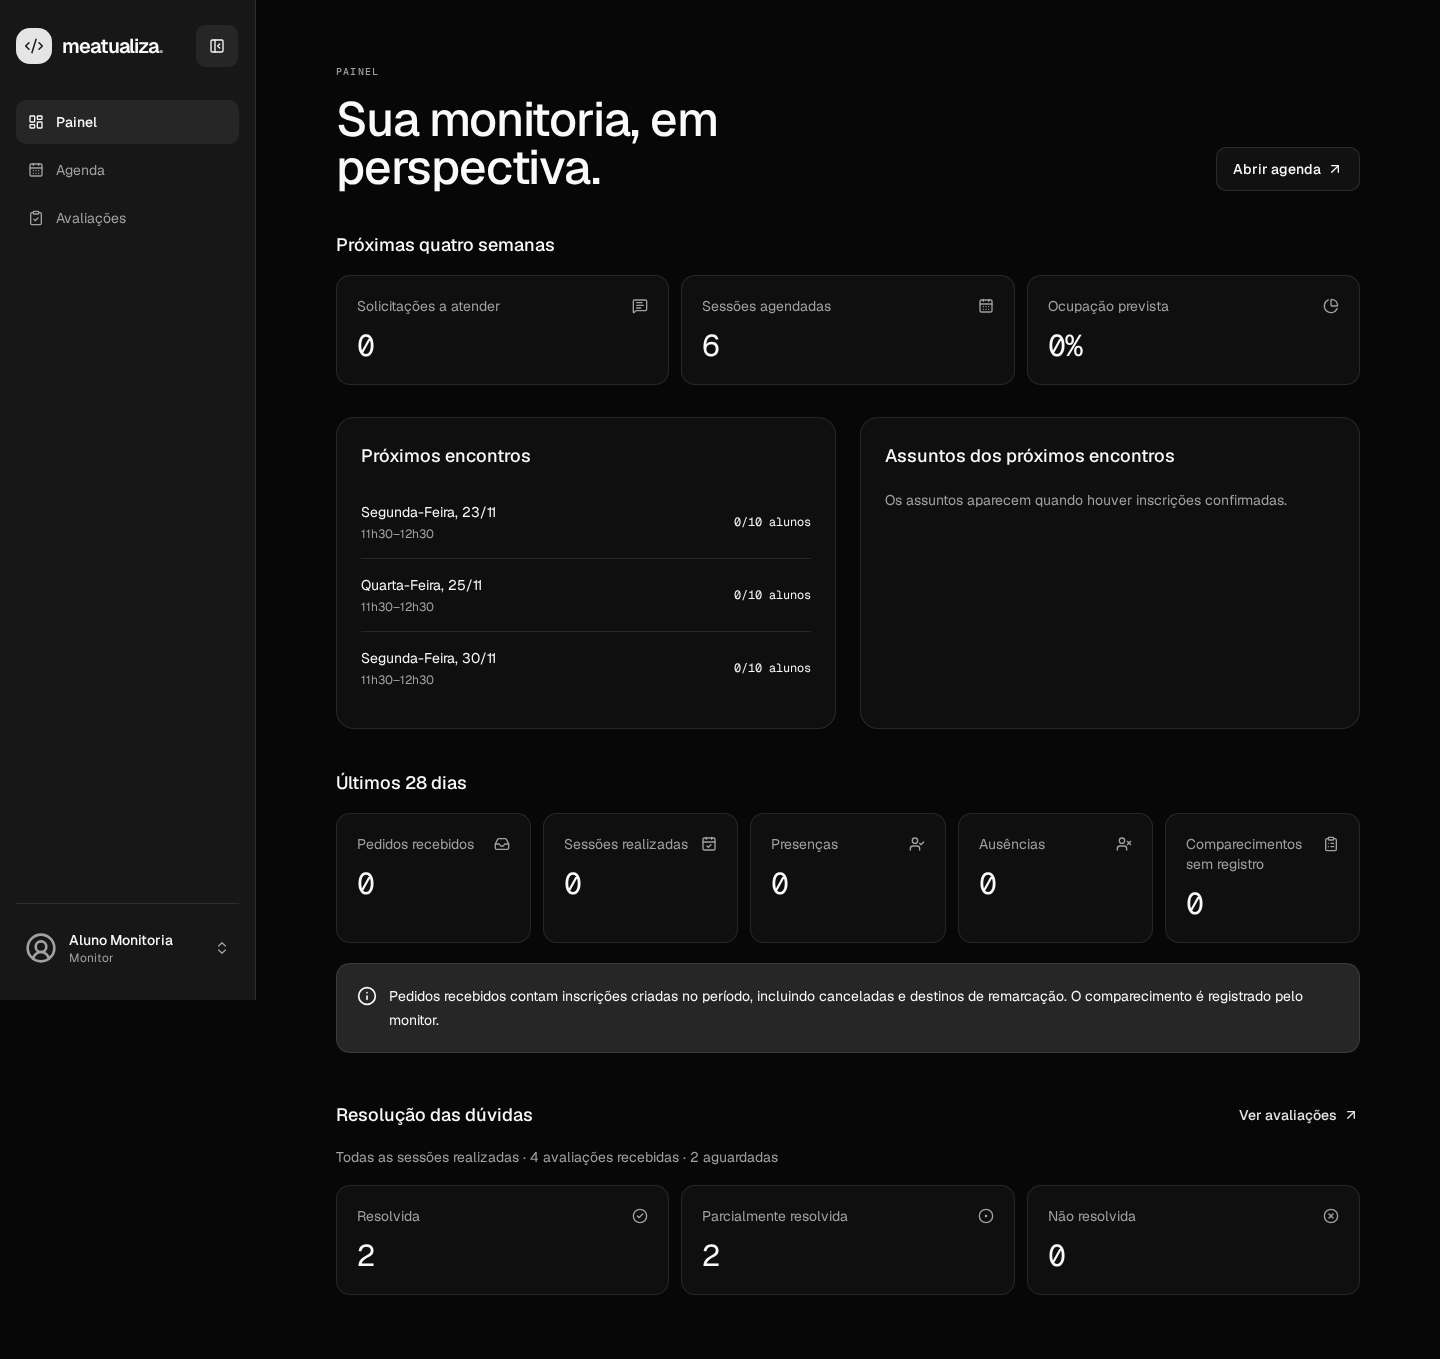 meatualiza.
Painel
Agenda
Avaliações
Aluno Monitoria
Monitor
PAINEL
Sua monitoria, em
perspectiva.
Abrir agenda
Próximas quatro semanas
Solicitações a atender
0
Sessões agendadas
6
Ocupação prevista
0%
Próximos encontros
Segunda-Feira, 23/11
11h30–12h30
0/10 alunos
Quarta-Feira, 25/11
11h30–12h30
0/10 alunos
Segunda-Feira, 30/11
11h30–12h30
0/10 alunos
Assuntos dos próximos encontros
Os assuntos aparecem quando houver inscrições confirmadas.
Últimos 28 dias
Pedidos recebidos
0
Sessões realizadas
0
Presenças
0
Ausências
0
Comparecimentos
sem registro
0
Pedidos recebidos contam inscrições criadas no período, incluindo canceladas e destinos de remarcação. O comparecimento é registrado pelo
monitor.
Resolução das dúvidas
Ver avaliações
Todas as sessões realizadas · 4 avaliações recebidas · 2 aguardadas
Resolvida
2
Parcialmente resolvida
2
Não resolvida
0